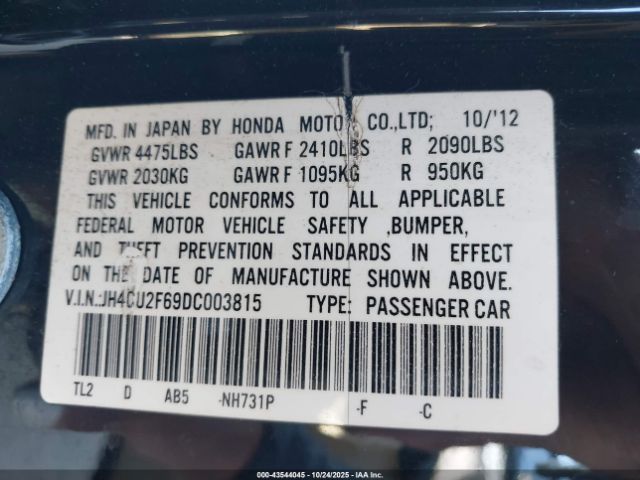 MFD. IN JAPAN BY HONDA MOTOR CO.,LTD; 10/'12
GVWR 4475LBS GAWR F 2410LBS R 2090LBS
GVWR 2030KG GAWR F 1095KG R 950KG
THIS VEHICLE CONFORMS TO ALL APPLICABLE
FEDERAL MOTOR VEHICLE SAFETY ,BUMPER,
AND THEFT PREVENTION STANDARDS IN EFFECT
ON THE DATE OF MANUFACTURE SHOWN ABOVE.
V.I.N.:JH4CU2F69DC003815 TYPE: PASSENGER CAR
TL2 D AB5 -NH731P -F -C
000-43544045 - 10/24/2025 - IAA Inc.